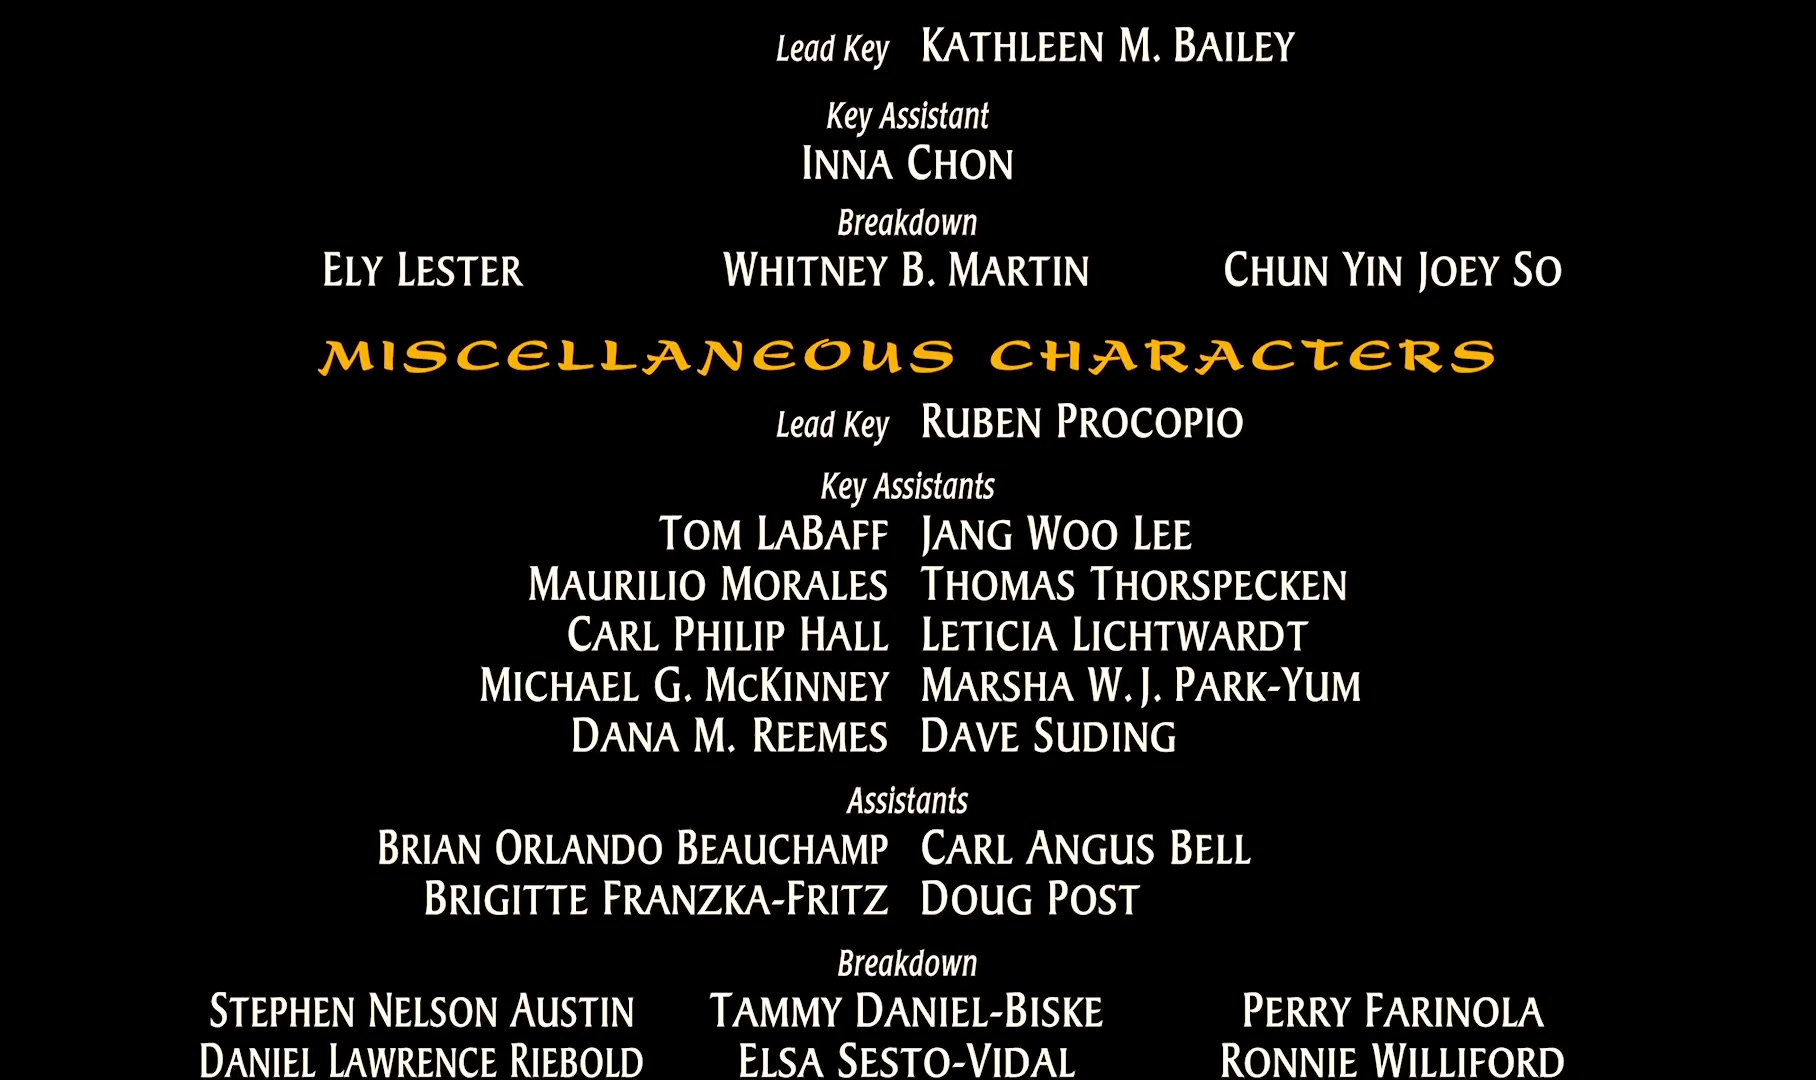 Lead Key KATHLEEN M. BAILEY
Key Assistant
INNA CHON
Breakdown
ELY LESTER WHITNEY B. MARTIN CHUN YIN JOEY SO
MISCELLANEOUS CHARACTERS
Lead Key RUBEN PROCOPIO
Key Assistants
TOM LABAFF JANG WOO LEE
MAURILIO MORALES THOMAS THORSPECKEN
CARL PHILIP HALL LETICIA LICHTWARDT
MICHAEL G. MCKINNEY MARSHA W. J. PARK-YUM
DANA M. REEMES DAVE SUDING
Assistants
BRIAN ORLANDO BEAUCHAMP CARL ANGUS BELL
BRIGITTE FRANZKA-FRITZ DOUG POST
Breakdown
STEPHEN NELSON AUSTIN TAMMY DANIEL-BISKE PERRY FARINOLA
DANIEL LAWRENCE RIEBOLD ELSA SESTO-VIDAL RONNIE WILLIFORD